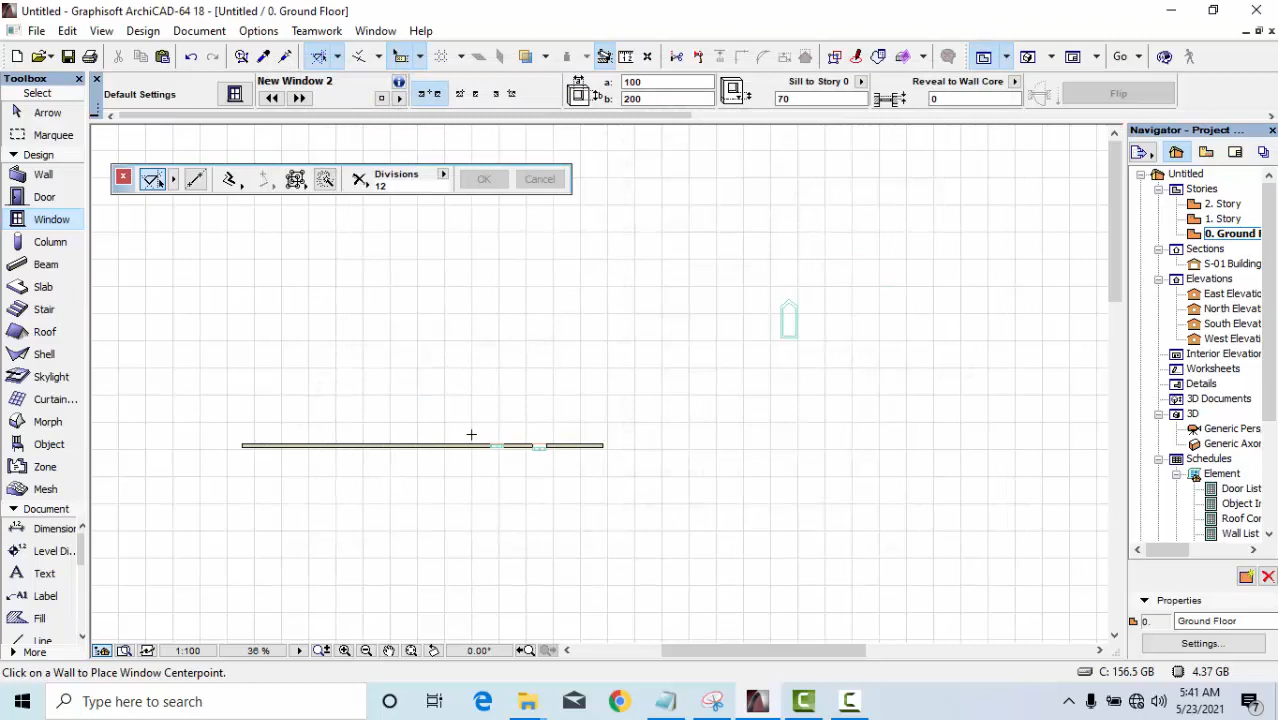 Untitled - Graphisoft ArchiCAD-64 18 - [Untitled / 0. Ground Floor]
File Edit View Design Document Options Teamwork Window Help
Go
Toolbox
Select
Arrow
Marquee
Design
Wall
Door
Window
Column
Beam
Slab
Stair
Roof
Shell
Skylight
Curtain...
Morph
Object
Zone
Mesh
Document
Dimension
Level Di...
Text
A1 Label
Fill
Line
More
Default Settings
New Window 2
a: 100
b: 200
Sill to Story 0
70
Reveal to Wall Core
0
Flip
Divisions
12
OK Cancel
Navigator - Project ...
Untitled
Stories
2. Story
1. Story
0. Ground F
Sections
S-01 Building
Elevations
East Elevatio
North Elevat
South Elevat
West Elevati
Interior Elevation
Worksheets
Details
3D Documents
3D
Generic Pers
Generic Axon
Schedules
Element
Door List
Object In
Roof Con
Wall List
Properties
0. Ground Floor
Settings...
1:100 36 % 0.00°
Click on a Wall to Place Window Centerpoint.
C: 156.5 GB 4.37 GB
Type here to search
5:41 AM
5/23/2021
7